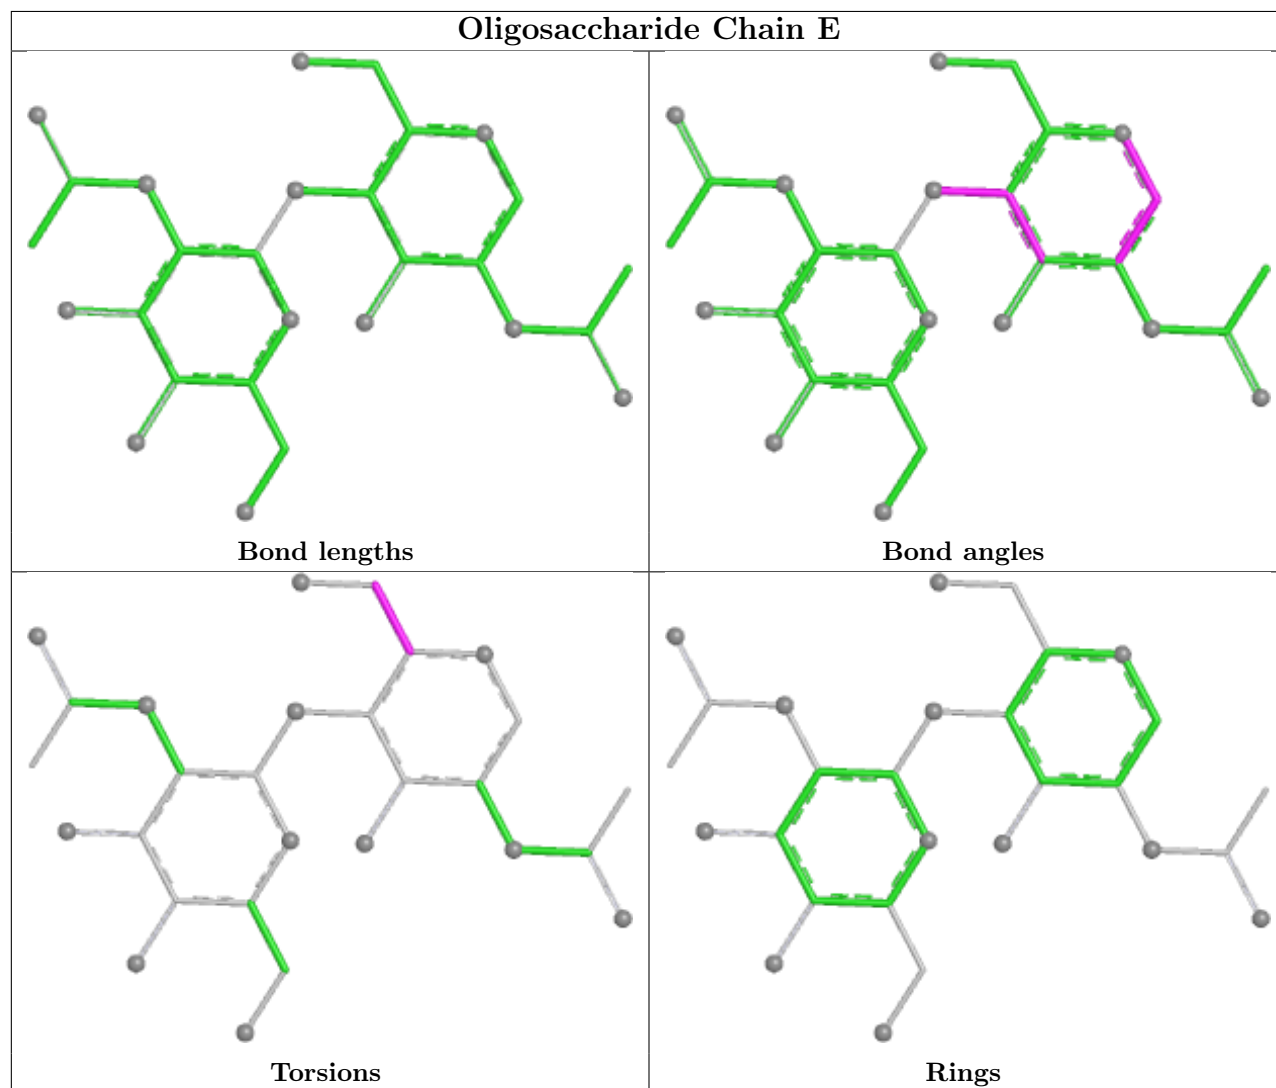 Oligosaccharide Chain E
Bond lengths
Bond angles
Torsions
Rings